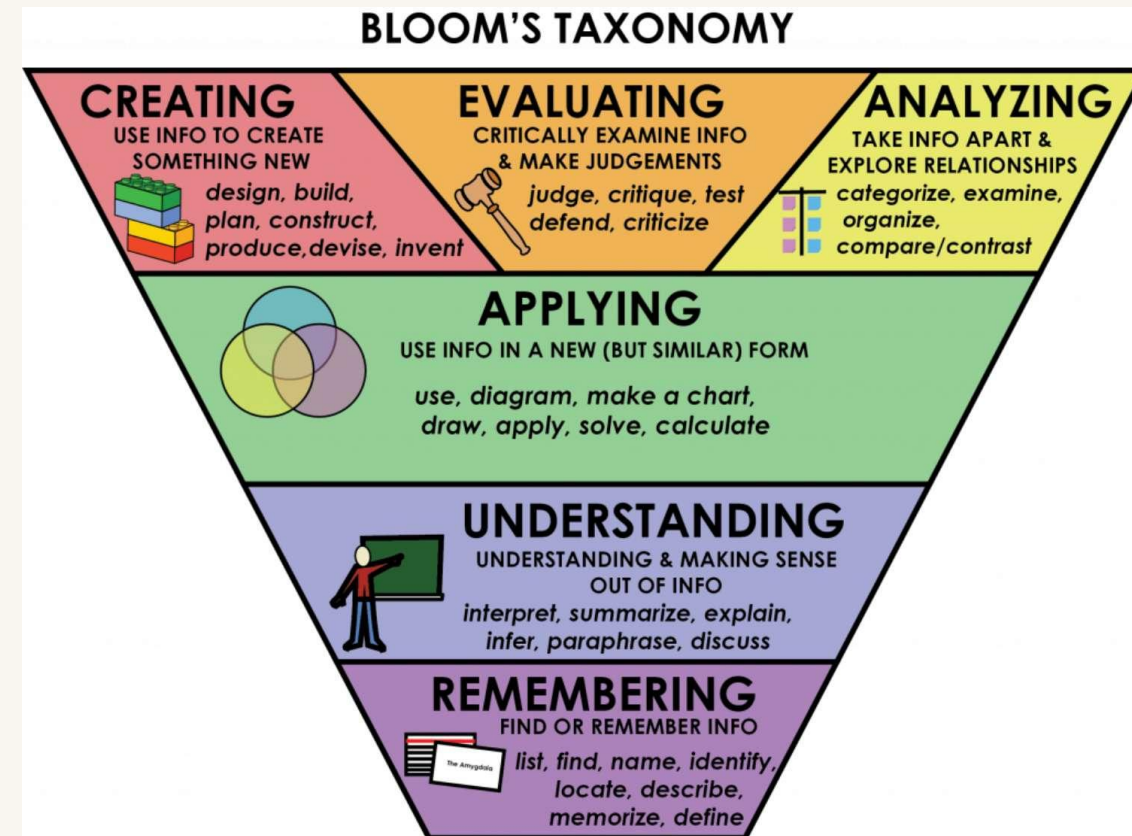 BLOOM'S TAXONOMY
CREATING
USE INFO TO CREATE
SOMETHING NEW
design, build,
plan, construct,
produce,devise, invent
EVALUATING
CRITICALLY EXAMINE INFO
& MAKE JUDGEMENTS
judge, critique, test
defend, criticize
ANALYZING
TAKE INFO APART &
EXPLORE RELATIONSHIPS
categorize, examine,
organize,
compare/contrast
APPLYING
USE INFO IN A NEW (BUT SIMILAR) FORM
use, diagram, make a chart,
draw, apply, solve, calculate
UNDERSTANDING
UNDERSTANDING & MAKING SENSE
OUT OF INFO
interpret, summarize, explain,
infer, paraphrase, discuss
REMEMBERING
FIND OR REMEMBER INFO
The Amygdala
list, find, name, identify,
locate, describe,
memorize, define